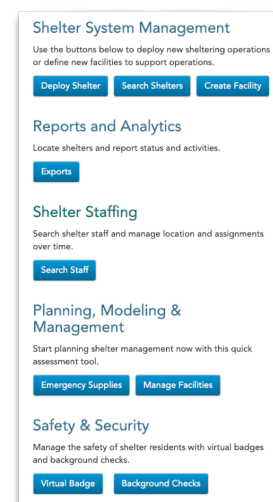 Shelter System Management
Use the buttons below to deploy new sheltering operations
or define new facilities to support operations.
Deploy Shelter Search Shelters Create Facility
Reports and Analytics
Locate shelters and report status and activities.
Exports
Shelter Staffing
Search shelter staff and manage location and assignments
over time.
Search Staff
Planning, Modeling &
Management
Start planning shelter management now with this quick
assessment tool.
Emergency Supplies Manage Facilities
Safety & Security
Manage the safety of shelter residents with virtual badges
and background checks.
Virtual Badge Background Checks